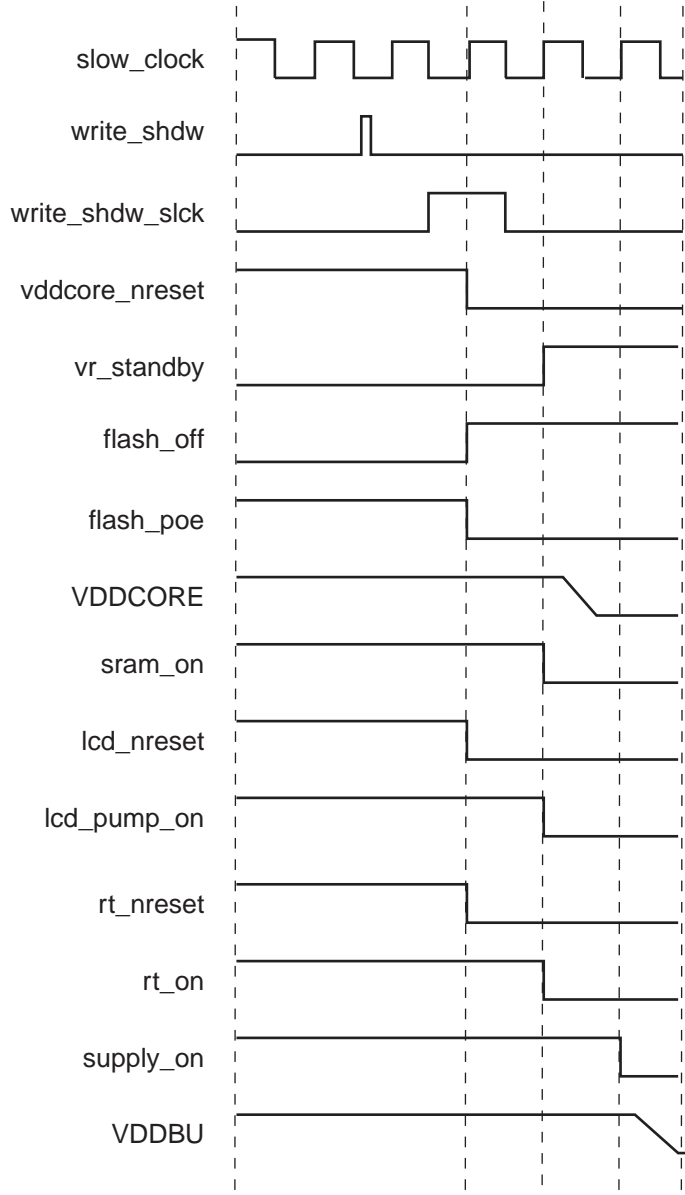 slow_clock
write_shdw
write_shdw_slck
vddcore_nreset
vr_standby
flash_off
flash_poe
VDDCORE
sram_on
lcd_nreset
lcd_pump_on
rt_nreset
rt_on
supply_on
VDDBU